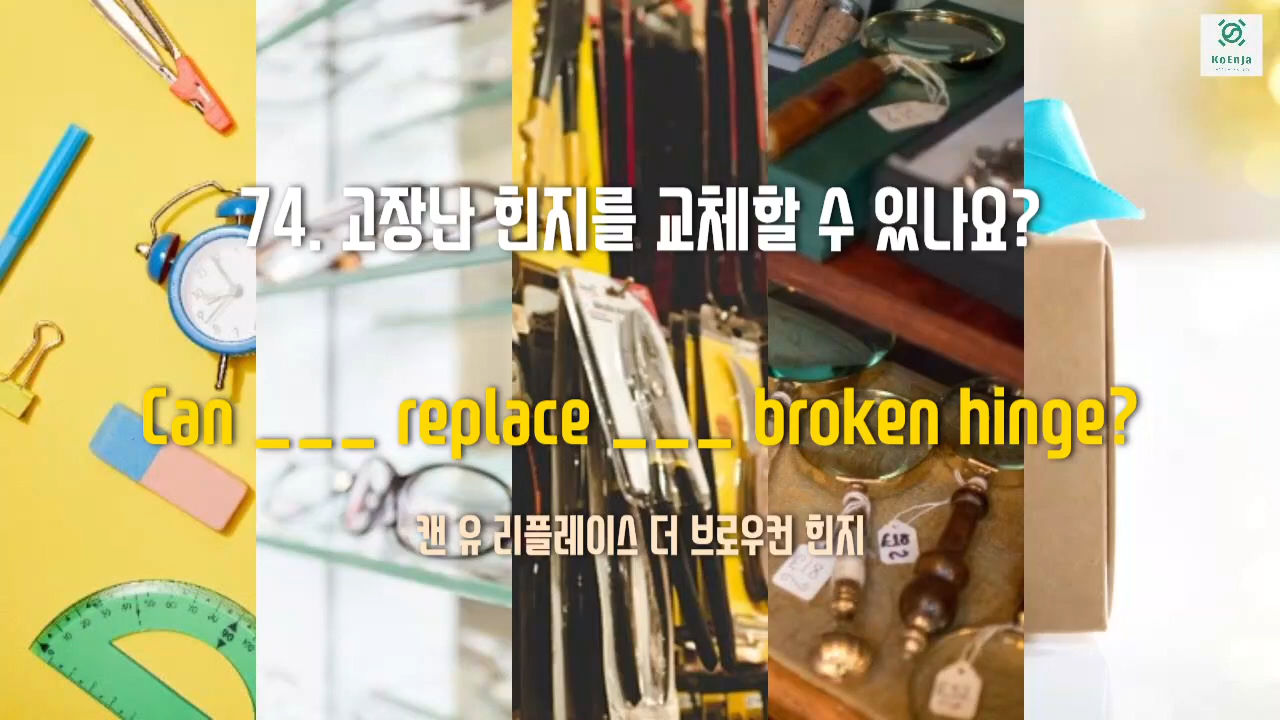 KoEnJa
74. 고장난 힌지를 교체할 수 있나요?
Can ___ replace ___ broken hinge?
캔 유 리플레이스 더 브로우컨 힌지
£18